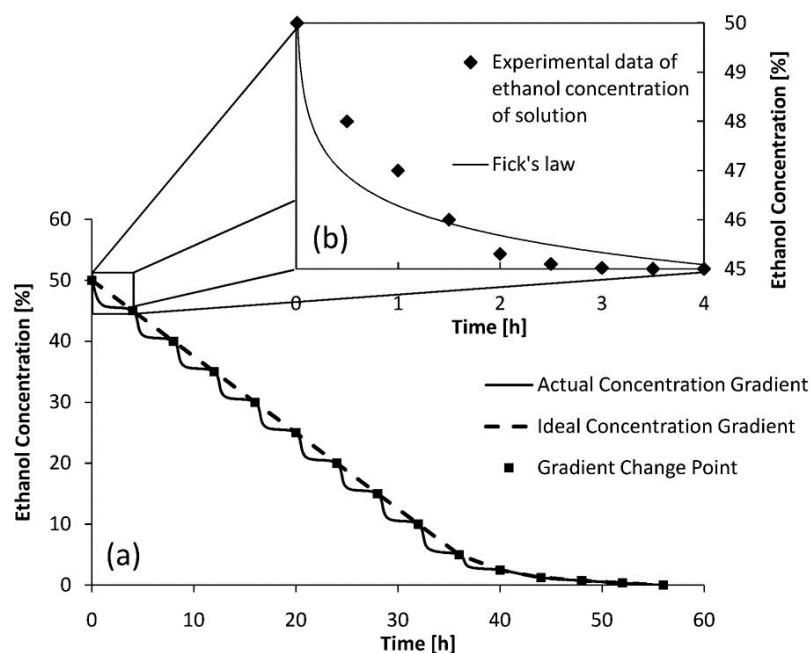 50
49
48
47
46
45
Ethanol Concentration [%]
Experimental data of
ethanol concentration
of solution
Fick's law
(b)
0 1 2 3 4
Time [h]
60
50
40
30
20
10
0
Ethanol Concentration [%]
Actual Concentration Gradient
Ideal Concentration Gradient
Gradient Change Point
(a)
0 10 20 30 40 50 60
Time [h]